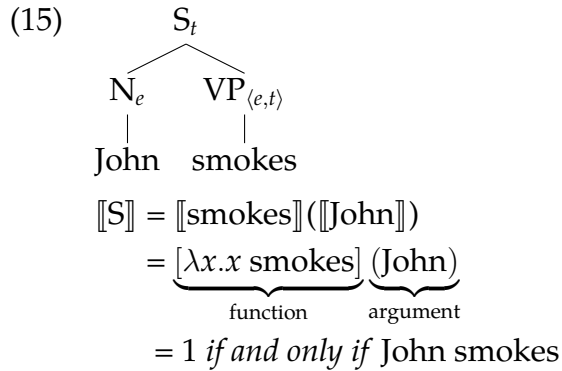 (15) S_t
N_e VP_⟨e,t⟩
John smokes
⟦S⟧ = ⟦smokes⟧(⟦John⟧)
= [λx.x smokes] (John)
function argument
= 1 if and only if John smokes